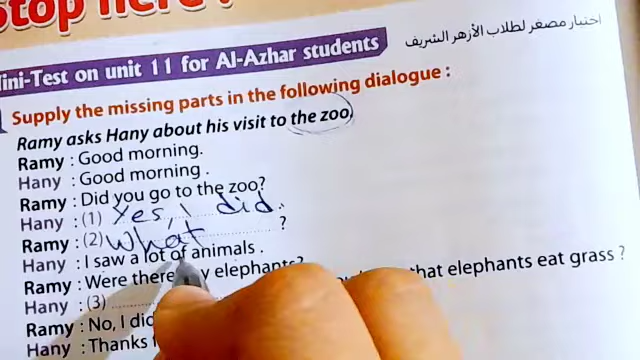 Stop here
Mini-Test on unit 11 for Al-Azhar students
اختبار مصغر لطلاب الأزهر الشريف
Supply the missing parts in the following dialogue :
Ramy asks Hany about his visit to the zoo.
Ramy : Good morning.
Hany : Good morning .
Ramy : Did you go to the zoo?
Hany : (1) Yes, I did.
Ramy : (2) What ?
Hany : I saw a lot of animals .
Ramy : Were there elephants?
Hany : (3)
Ramy : No, I did that elephants eat grass ?
Hany : Thanks